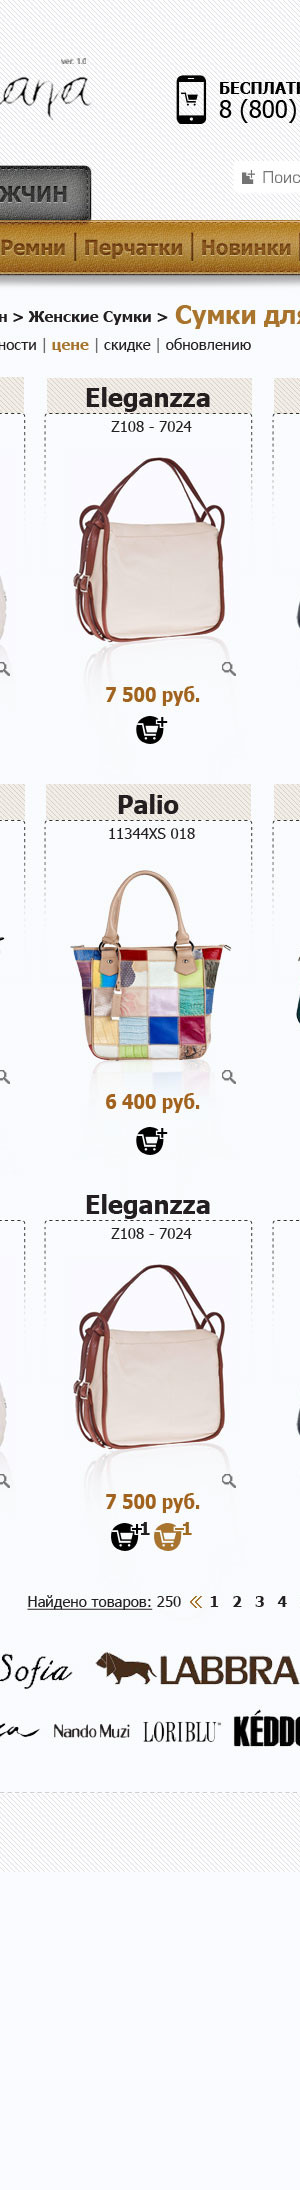 ver. 1.0
БЕСПЛАТ
8 (800)
ЖЧИН
Поис
Ремни | Перчатки | Новинки
н > Женские Сумки > Сумки дл
ности | цене | скидке | обновлению
Eleganzza
Z108 - 7024
7 500 руб.
Palio
11344XS 018
6 400 руб.
Eleganzza
Z108 - 7024
7 500 руб.
+1 -1
Найдено товаров: 250 « 1 2 3 4
Sofia LABBRA
Nando Muzi LORIBLU KÉDDO